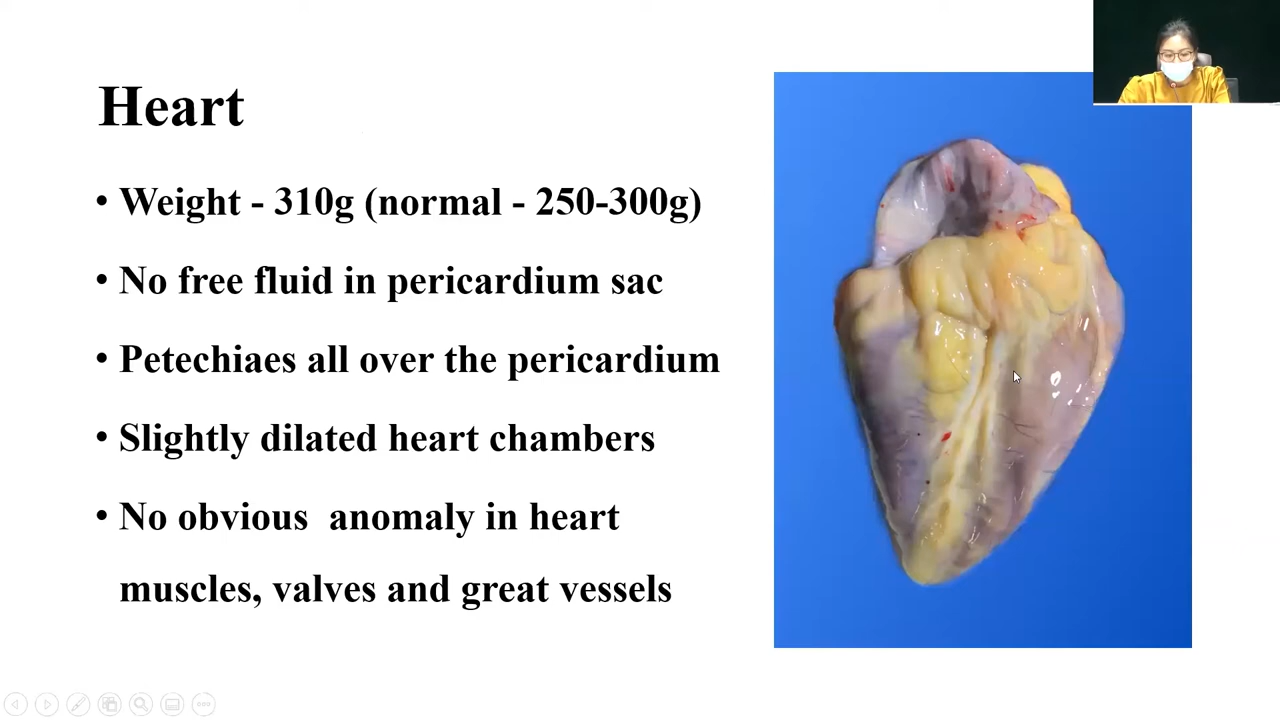 Heart
• Weight - 310g (normal - 250-300g)
• No free fluid in pericardium sac
• Petechiaes all over the pericardium
• Slightly dilated heart chambers
• No obvious  anomaly in heart
muscles, valves and great vessels